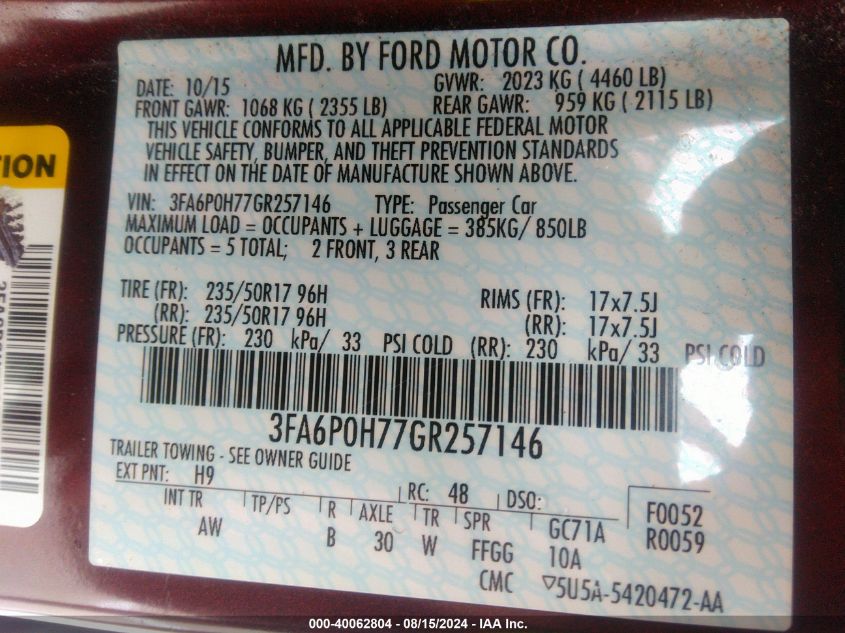 MFD. BY FORD MOTOR CO.
DATE: 10/15 GVWR: 2023 KG ( 4460 LB)
FRONT GAWR: 1068 KG ( 2355 LB) REAR GAWR: 959 KG ( 2115 LB)
THIS VEHICLE CONFORMS TO ALL APPLICABLE FEDERAL MOTOR
VEHICLE SAFETY, BUMPER, AND THEFT PREVENTION STANDARDS
IN EFFECT ON THE DATE OF MANUFACTURE SHOWN ABOVE.
VIN: 3FA6P0H77GR257146 TYPE: Passenger Car
MAXIMUM LOAD = OCCUPANTS + LUGGAGE = 385KG/ 850LB
OCCUPANTS = 5 TOTAL; 2 FRONT, 3 REAR
TIRE (FR): 235/50R17 96H RIMS (FR): 17x7.5J
(RR): 235/50R17 96H (RR): 17x7.5J
PRESSURE (FR): 230 kPa/ 33 PSI COLD (RR): 230 kPa/ 33 PSI COLD
3FA6P0H77GR257146
TRAILER TOWING - SEE OWNER GUIDE
EXT PNT: H9 RC: 48 DSO: F0052
INT TR TP/PS R AXLE TR SPR GC71A R0059
AW B 30 W FFGG 10A
CMC ▽5U5A-5420472-AA
TION
000-40062804 - 08/15/2024 - IAA Inc.